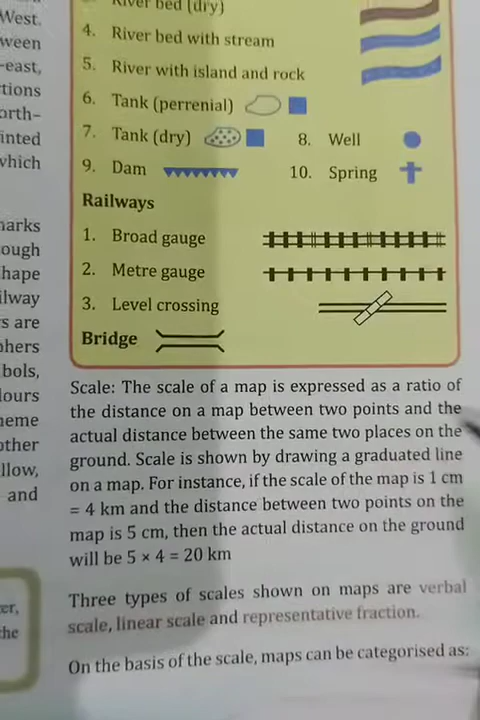 West.
ween
-east,
tions
orth-
inted
which
marks
ough
hape
ilway
s are
phers
bols,
lours
heme
other
llow,
and
er,
the
River bed (dry)
4. River bed with stream
5. River with island and rock
6. Tank (perrenial)
7. Tank (dry) 8. Well
9. Dam 10. Spring
Railways
1. Broad gauge
2. Metre gauge
3. Level crossing
Bridge
Scale: The scale of a map is expressed as a ratio of
the distance on a map between two points and the
actual distance between the same two places on the
ground. Scale is shown by drawing a graduated line
on a map. For instance, if the scale of the map is 1 cm
= 4 km and the distance between two points on the
map is 5 cm, then the actual distance on the ground
will be 5 × 4 = 20 km
Three types of scales shown on maps are verbal
scale, linear scale and representative fraction.
On the basis of the scale, maps can be categorised as: